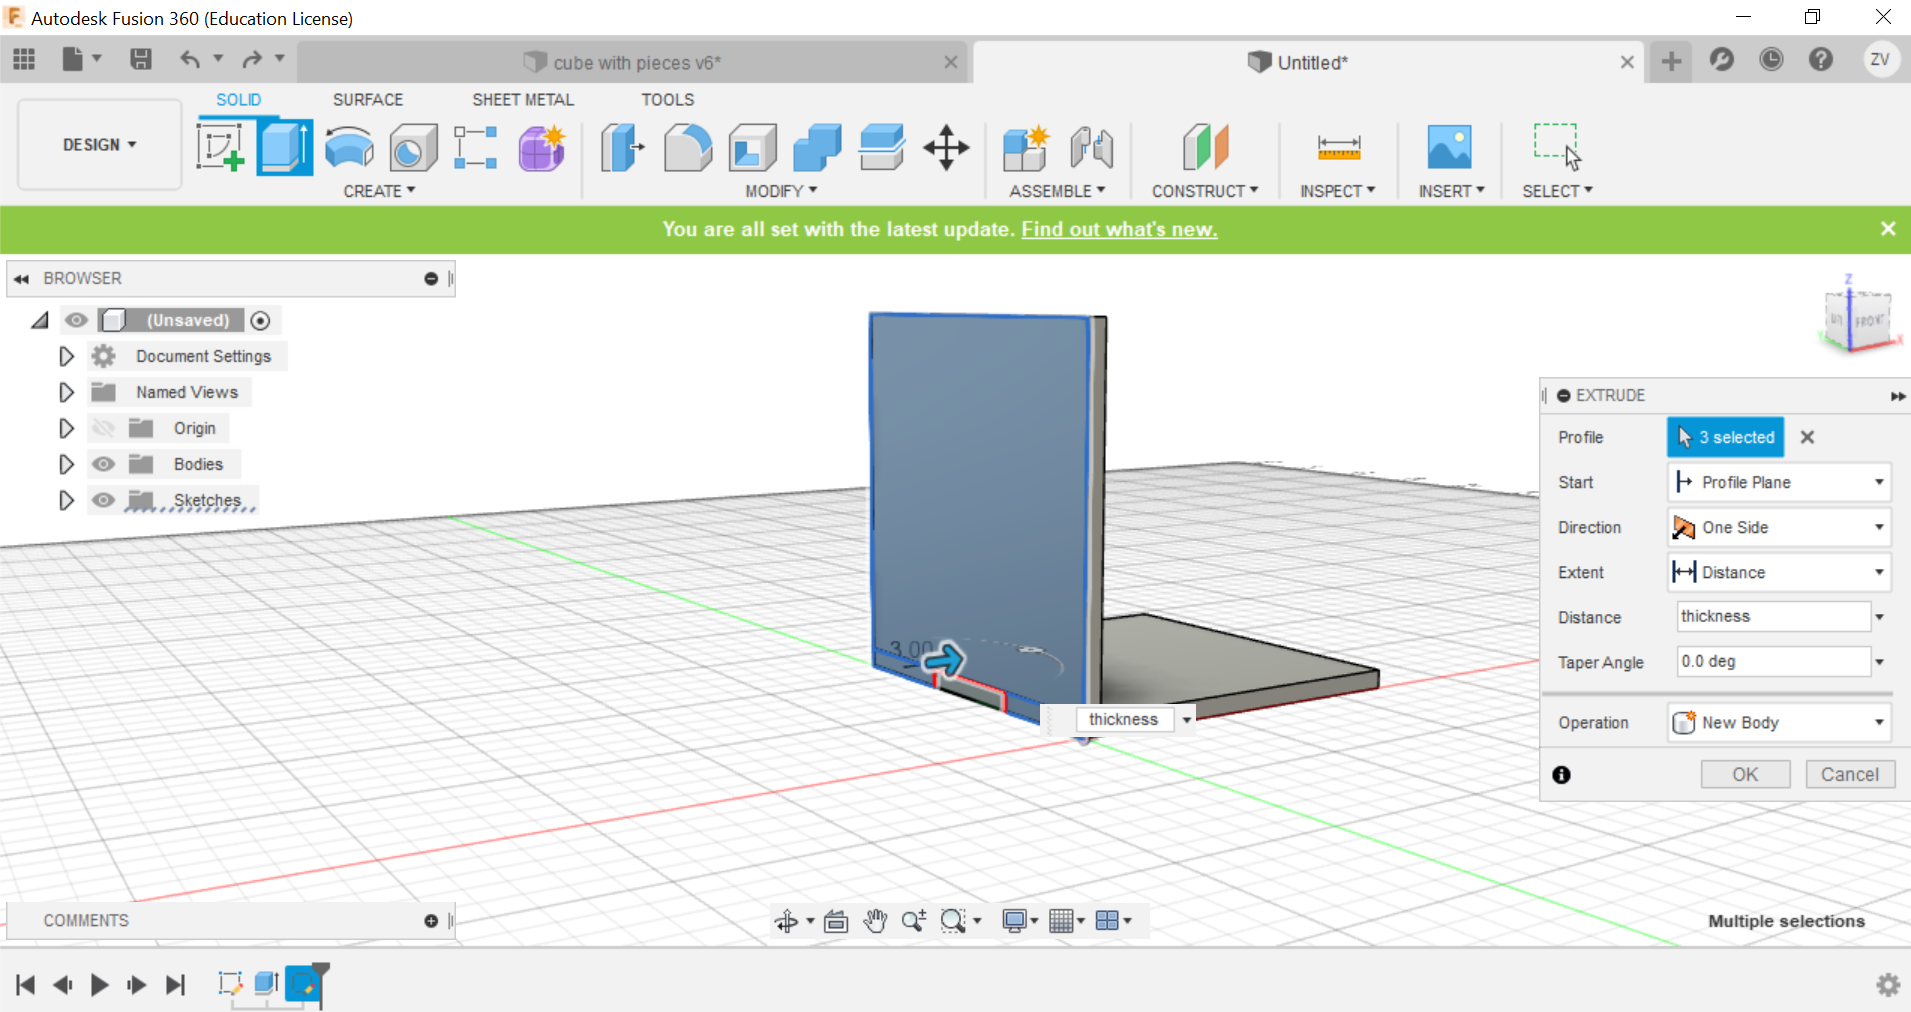 Autodesk Fusion 360 (Education License)
cube with pieces v6*
Untitled*
ZV
SOLID
SURFACE
SHEET METAL
TOOLS
DESIGN
CREATE
MODIFY
ASSEMBLE
CONSTRUCT
INSPECT
INSERT
SELECT
You are all set with the latest update. Find out what's new.
BROWSER
(Unsaved)
Document Settings
Named Views
Origin
Bodies
Sketches
Z
FRONT
X
3.00
thickness
EXTRUDE
Profile
3 selected
Start
Profile Plane
Direction
One Side
Extent
Distance
Distance
thickness
Taper Angle
0.0 deg
Operation
New Body
OK
Cancel
COMMENTS
Multiple selections